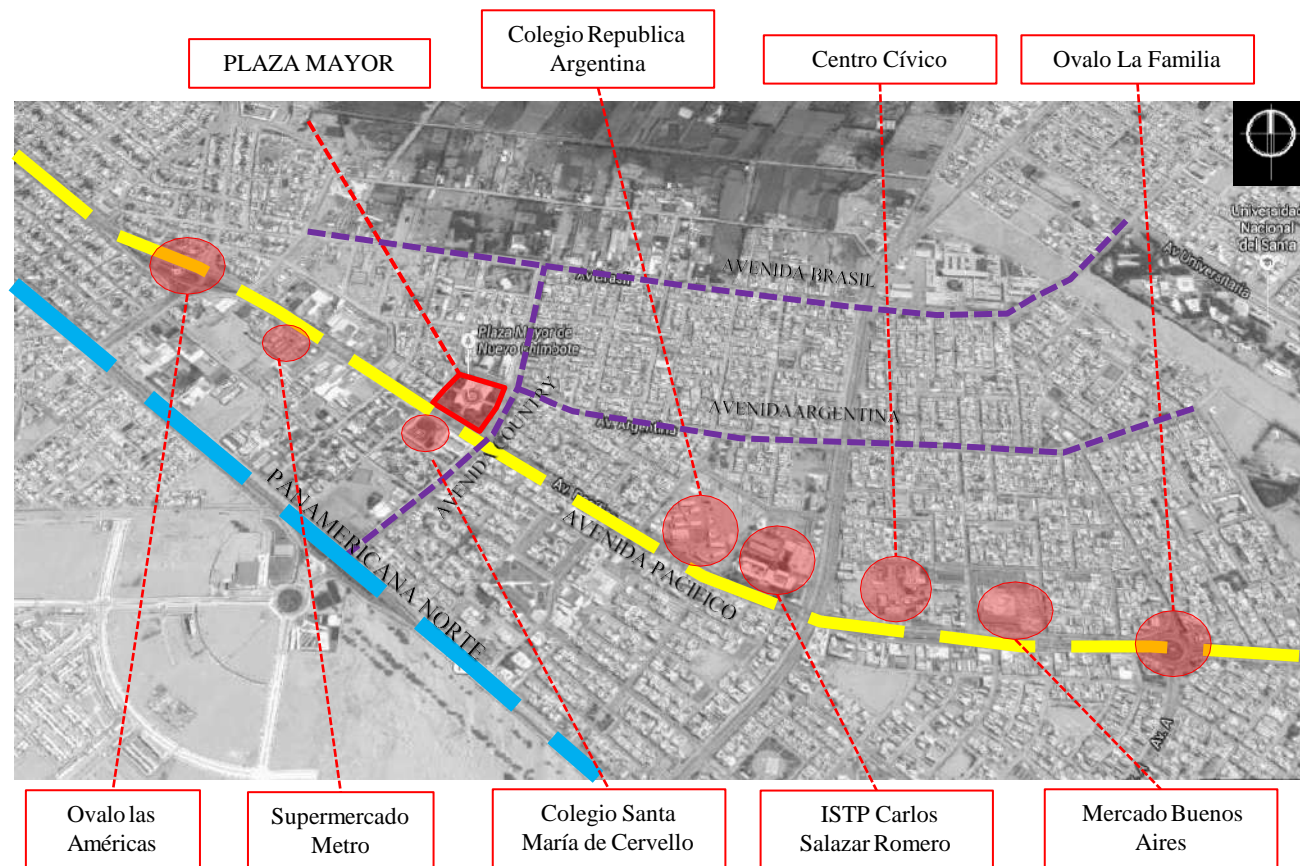 Colegio Republica
Argentina
PLAZA MAYOR
Centro Cívico
Ovalo La Familia
Universidad
Nacional
del Santa
Av Universitaria
AVENIDA BRASIL
Av Brasil
Plaza Mayor de
Nuevo Chimbote
AVENIDA ARGENTINA
Av. Argentina
AVENIDA COUNTRY
AVENIDA PACIFICO
PANAMERICANA NORTE
Av. A
Ovalo las
Américas
Supermercado
Metro
Colegio Santa
María de Cervello
ISTP Carlos
Salazar Romero
Mercado Buenos
Aires